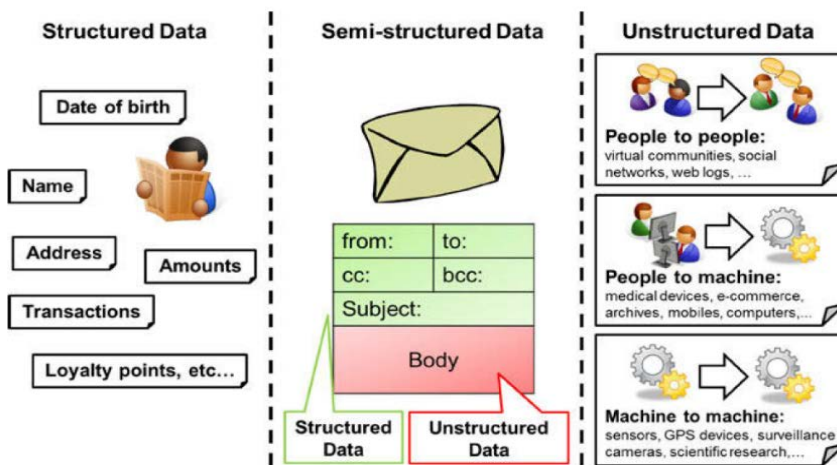 Structured Data
Date of birth
Name
Address
Amounts
Transactions
Loyalty points, etc...
Semi-structured Data
from: to:
cc: bcc:
Subject:
Body
Structured
Data
Unstructured
Data
Unstructured Data
People to people:
virtual communities, social
networks, web logs, ...
People to machine:
medical devices, e-commerce,
archives, mobiles, computers,...
Machine to machine:
sensors, GPS devices, surveillance
cameras, scientific research,...